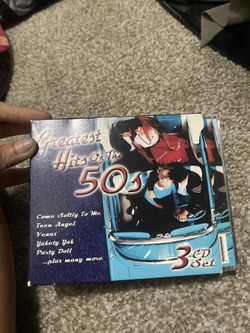 Greatest
Hits Of The
50s
Come Softly To Me
Teen Angel
Venus
Yakety Yak
Party Doll
...plus many more
3 CD
Set